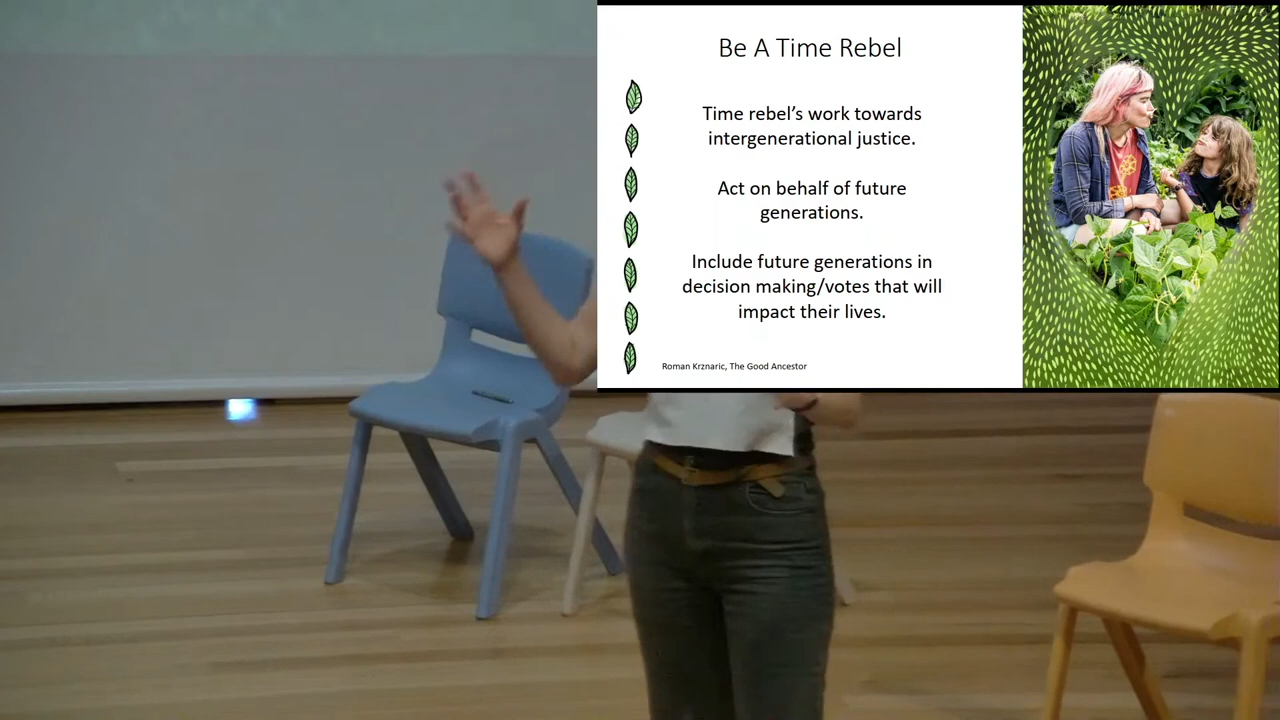 Be A Time Rebel
Time rebel's work towards
intergenerational justice.
Act on behalf of future
generations.
Include future generations in
decision making/votes that will
impact their lives.
Roman Krznaric, The Good Ancestor